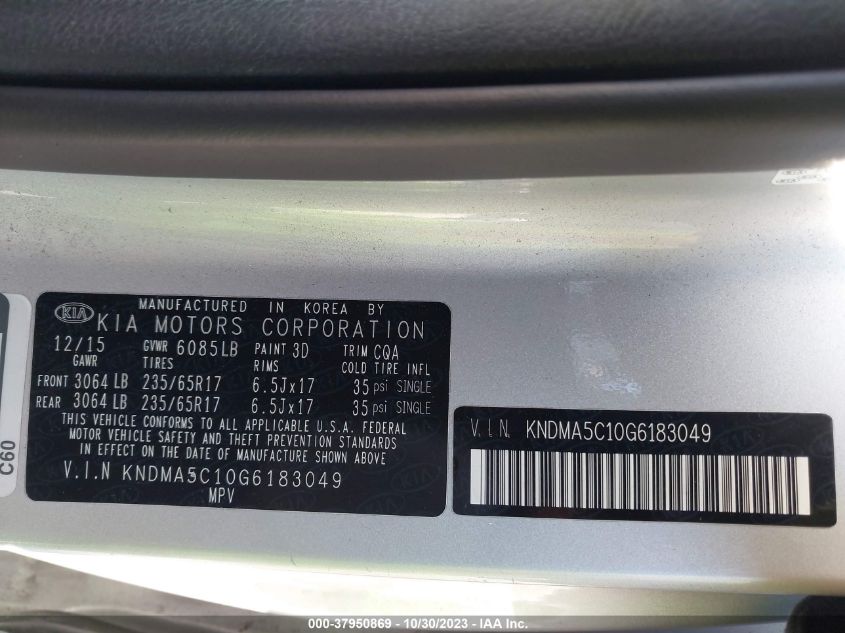 MANUFACTURED IN KOREA BY
KIA KIA MOTORS CORPORATION
12/15 GVWR 6085LB PAINT 3D TRIM CQA
GAWR TIRES RIMS COLD TIRE INFL
FRONT 3064 LB 235/65R17 6.5Jx17 35 psi SINGLE
REAR 3064 LB 235/65R17 6.5Jx17 35 psi SINGLE
THIS VEHICLE CONFORMS TO ALL APPLICABLE U.S.A. FEDERAL
MOTOR VEHICLE SAFETY AND THEFT PREVENTION STANDARDS
IN EFFECT ON THE DATE OF MANUFACTURE SHOWN ABOVE
V.I.N KNDMA5C10G6183049
MPV
C60
V.I.N. KNDMA5C10G6183049
000-37950869 - 10/30/2023 - IAA Inc.